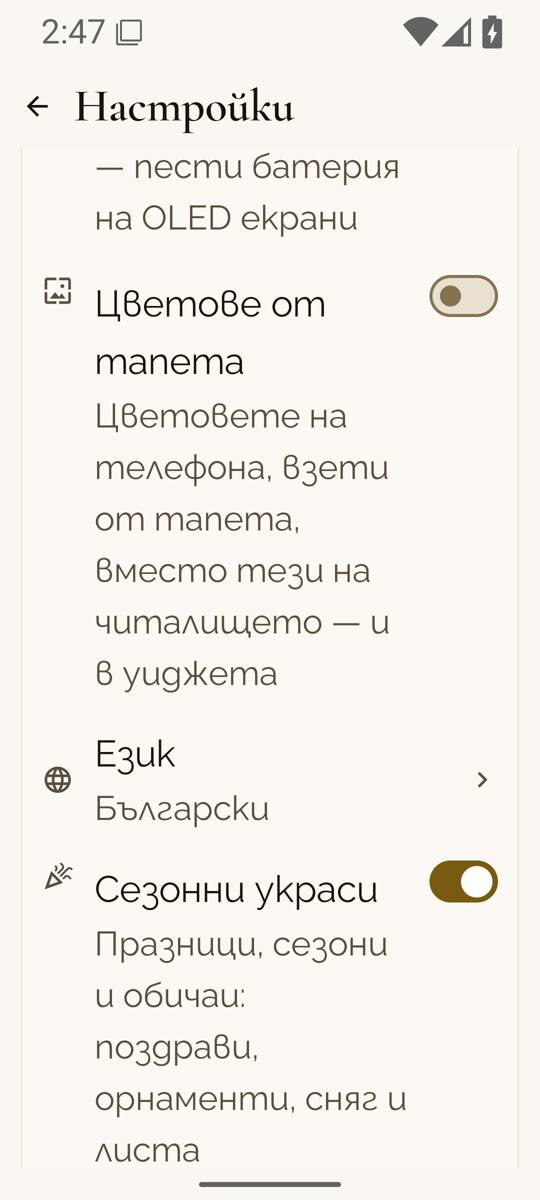 2:47
Настройки
— пести батерия
на OLED екрани
Цветове от
тапета
Цветовете на
телефона, взети
от тапета,
вместо тези на
читалището — и
в уиджета
Език
Български
Сезонни украси
Празници, сезони
и обичаи:
поздрави,
орнаменти, сняг и
листа